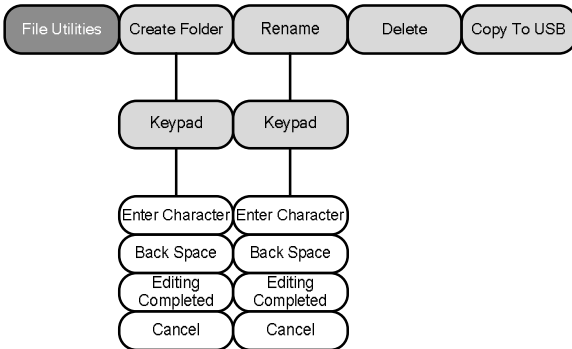 File Utilities Create Folder Rename Delete Copy To USB
Keypad Keypad
Enter Character Enter Character
Back Space Back Space
Editing Completed Editing Completed
Cancel Cancel